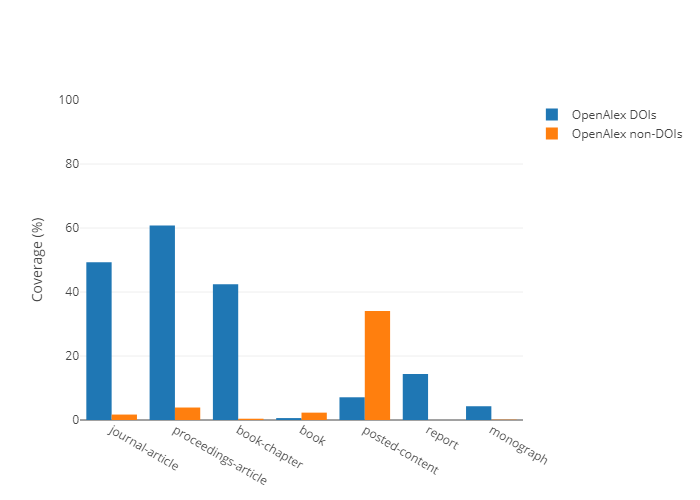 100
80
60
40
20
0
Coverage (%)
journal-article
proceedings-article
book-chapter
book
posted-content
report
monograph
OpenAlex DOIs
OpenAlex non-DOIs